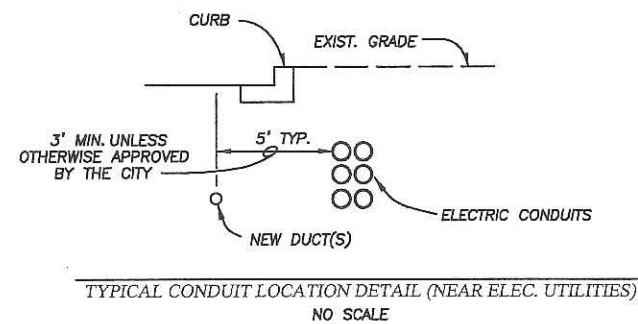 CURB
EXIST. GRADE
3' MIN. UNLESS
OTHERWISE APPROVED
BY THE CITY
5' TYP.
ELECTRIC CONDUITS
NEW DUCT(S)
TYPICAL CONDUIT LOCATION DETAIL (NEAR ELEC. UTILITIES)
NO SCALE